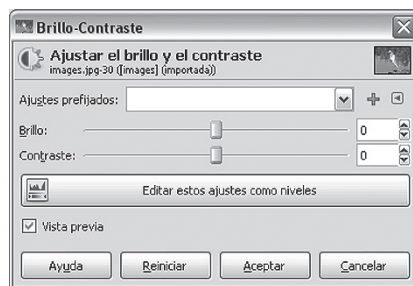 Brillo-Contraste
Ajustar el brillo y el contraste
images.jpg-30 ([images] (importada))
Ajustes prefijados:
Brillo: 0
Contraste: 0
Editar estos ajustes como niveles
Vista previa
Ayuda Reiniciar Aceptar Cancelar